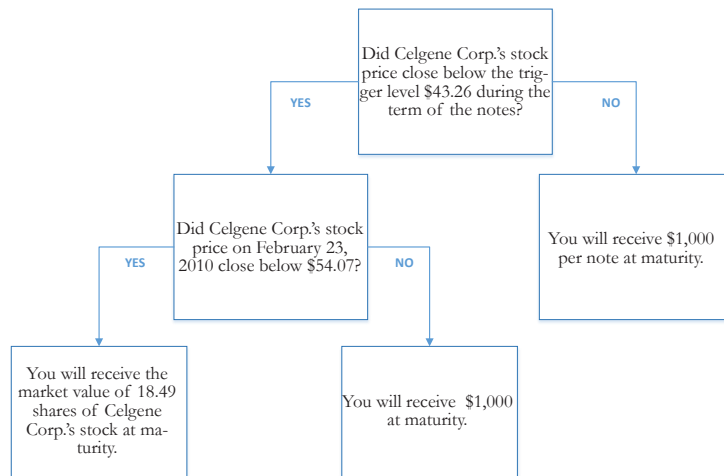 Did Celgene Corp.'s stock
price close below the trig-
ger level $43.26 during the
term of the notes?
YES
NO
Did Celgene Corp.'s stock
price on February 23,
2010 close below $54.07?
You will receive $1,000
per note at maturity.
YES
NO
You will receive the
market value of 18.49
shares of Celgene
Corp.'s stock at ma-
turity.
You will receive $1,000
at maturity.